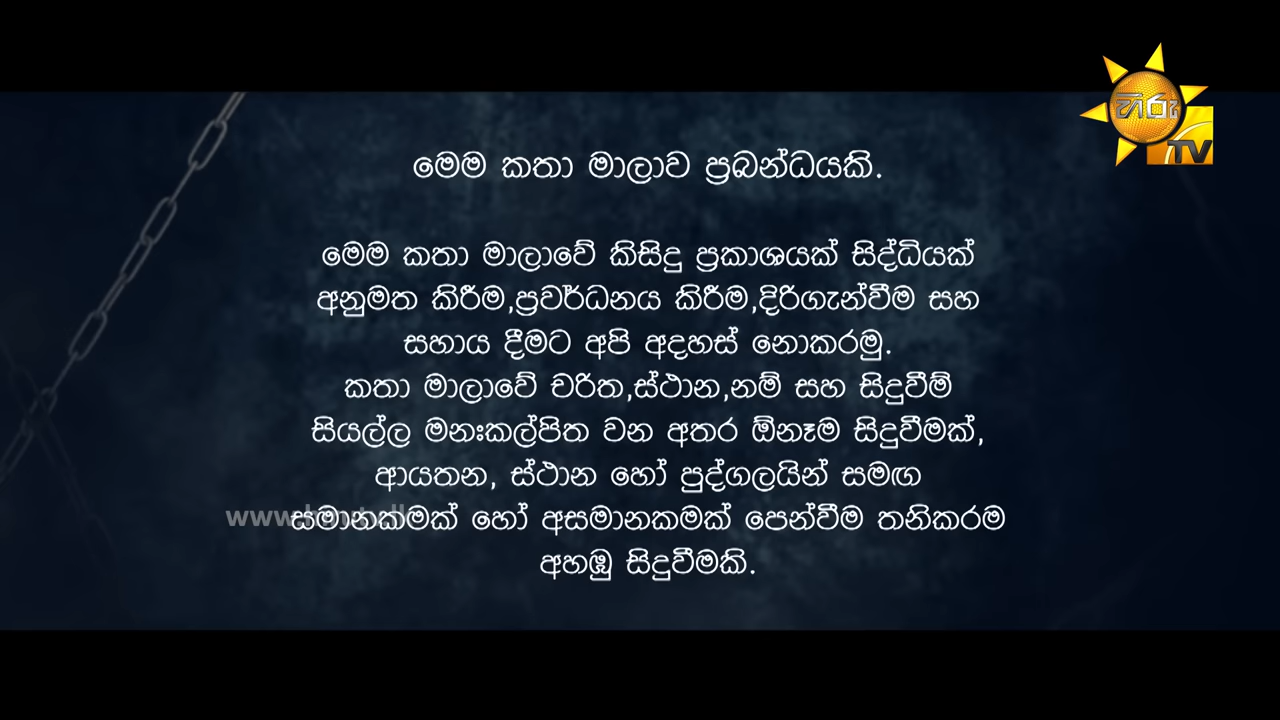 හිරු
TV
මෙම කතා මාලාව ප්‍රබන්ධයකි.
මෙම කතා මාලාවේ කිසිදු ප්‍රකාශයක් සිද්ධියක්
අනුමත කිරීම,ප්‍රවර්ධනය කිරීම,දිරිගැන්වීම සහ
සහාය දීමට අපි අදහස් නොකරමු.
කතා මාලාවේ චරිත,ස්ථාන,නම් සහ සිදුවීම්
සියල්ල මනඃකල්පිත වන අතර ඕනෑම සිදුවීමක්,
ආයතන, ස්ථාන හෝ පුද්ගලයින් සමඟ
සමානකමක් හෝ අසමානකමක් පෙන්වීම තනිකරම
අහඹු සිදුවීමකි.